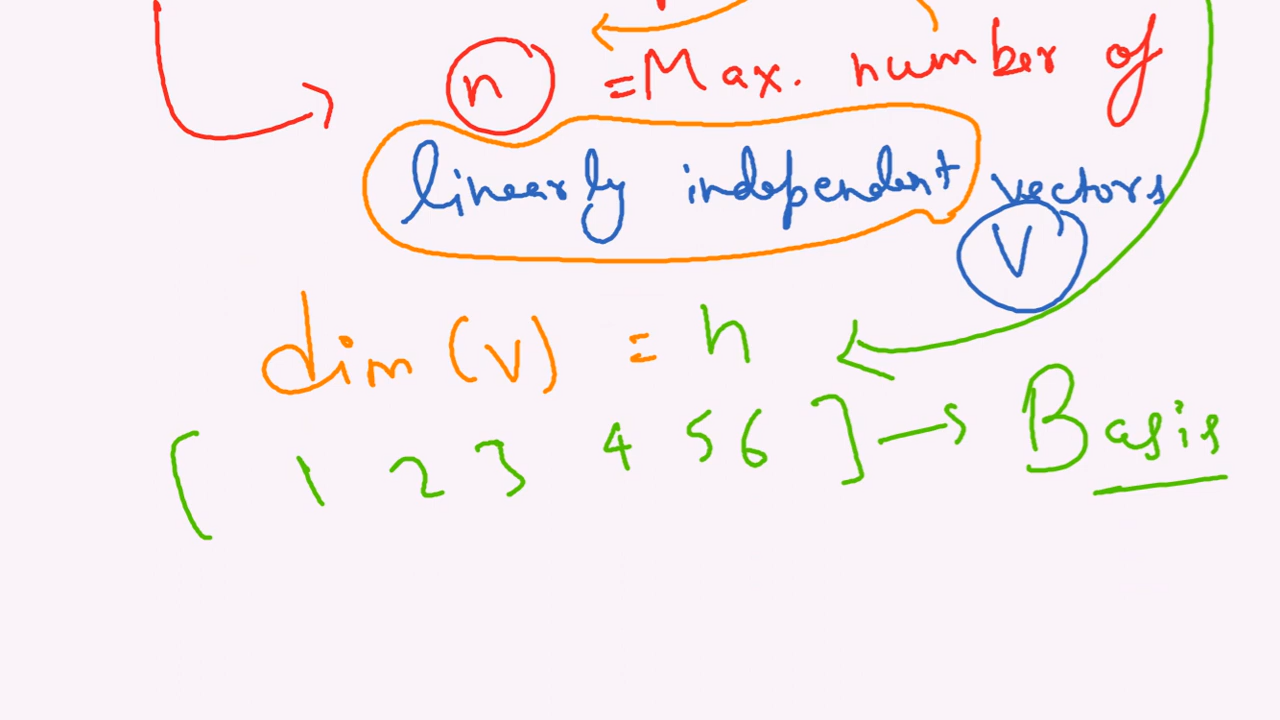 n = Max. number of
linearly independent vectors
V
dim (V) = n
[ 1 2 3 4 5 6 ] → Basis